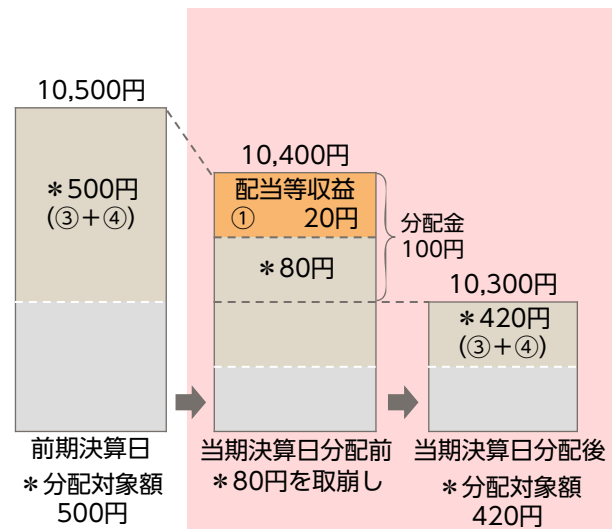 10,500円
＊500円
(③＋④)
前期決算日
＊分配対象額
500円
10,400円
配当等収益
① 20円
＊80円
分配金
100円
当期決算日分配前
＊80円を取崩し
10,300円
＊420円
(③＋④)
当期決算日分配後
＊分配対象額
420円